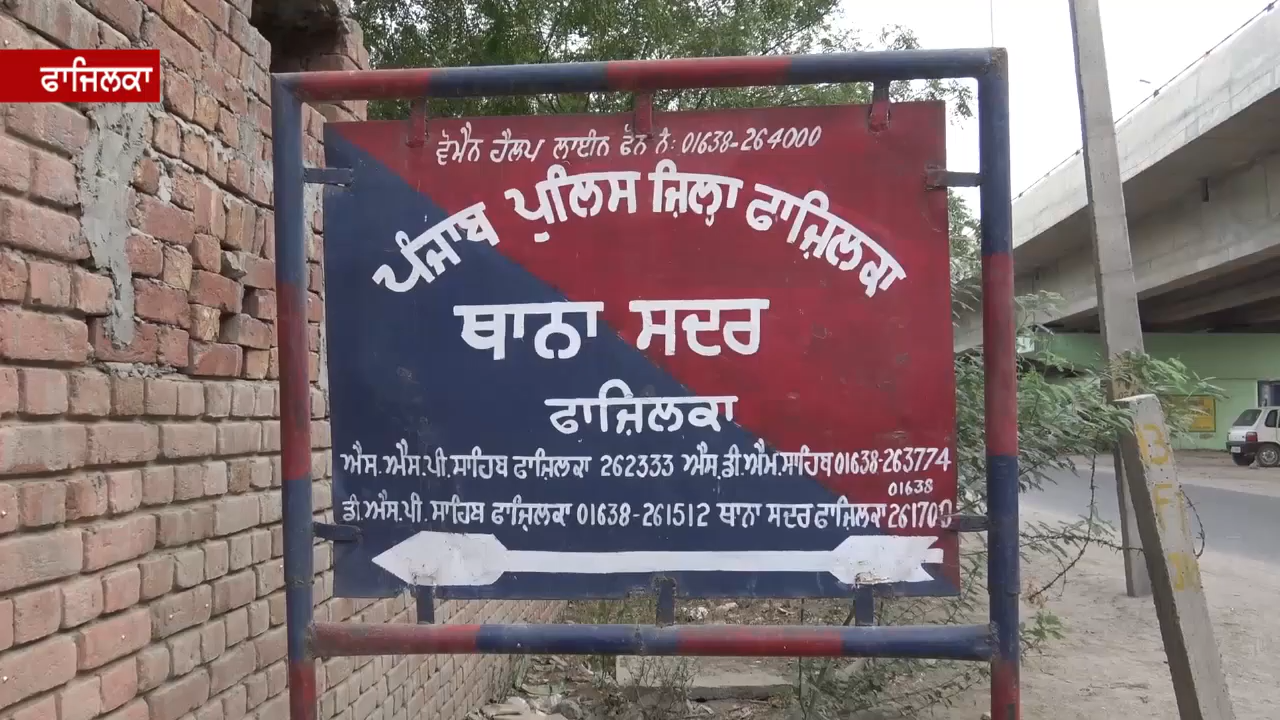 ਫਾਜ਼ਿਲਕਾ
ਵੋਮੈਨ ਹੈਲਪ ਲਾਈਨ ਫੋਨ ਨੰ: 01638-264000
ਪੰਜਾਬ ਪੁਲਿਸ ਜ਼ਿਲ੍ਹਾ ਫਾਜ਼ਿਲਕਾ
ਥਾਨਾ ਸਦਰ
ਫਾਜ਼ਿਲਕਾ
ਐਸ.ਐਸ.ਪੀ.ਸਾਹਿਬ ਫਾਜ਼ਿਲਕਾ 262333 ਐਸ.ਡੀ.ਐਮ.ਸਾਹਿਬ 01638-263774
01638
ਡੀ.ਐਸ.ਪੀ. ਸਾਹਿਬ ਫਾਜ਼ਿਲਕਾ 01638-261512 ਥਾਨਾ ਸਦਰ ਫਾਜ਼ਿਲਕਾ 261700